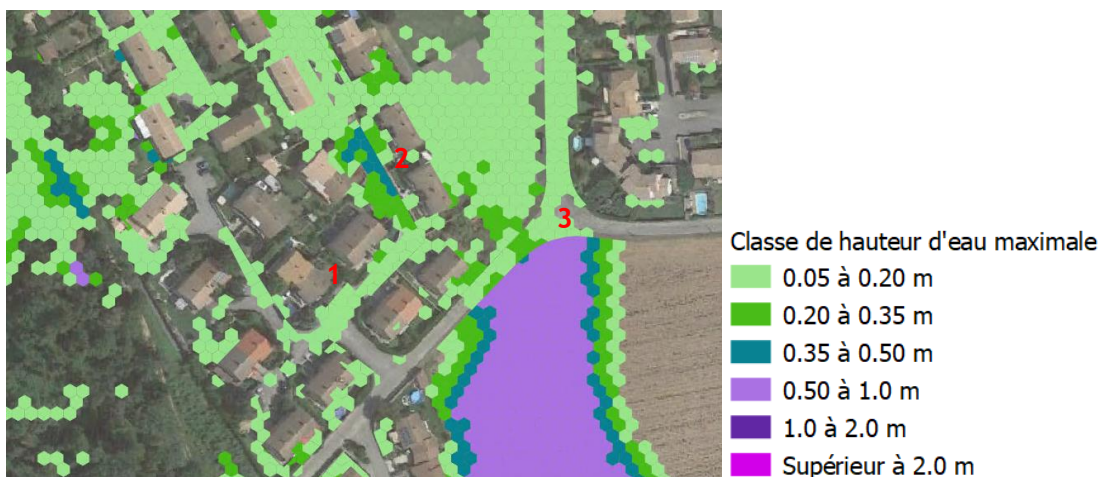 2
3
1
Classe de hauteur d'eau maximale
0.05 à 0.20 m
0.20 à 0.35 m
0.35 à 0.50 m
0.50 à 1.0 m
1.0 à 2.0 m
Supérieur à 2.0 m